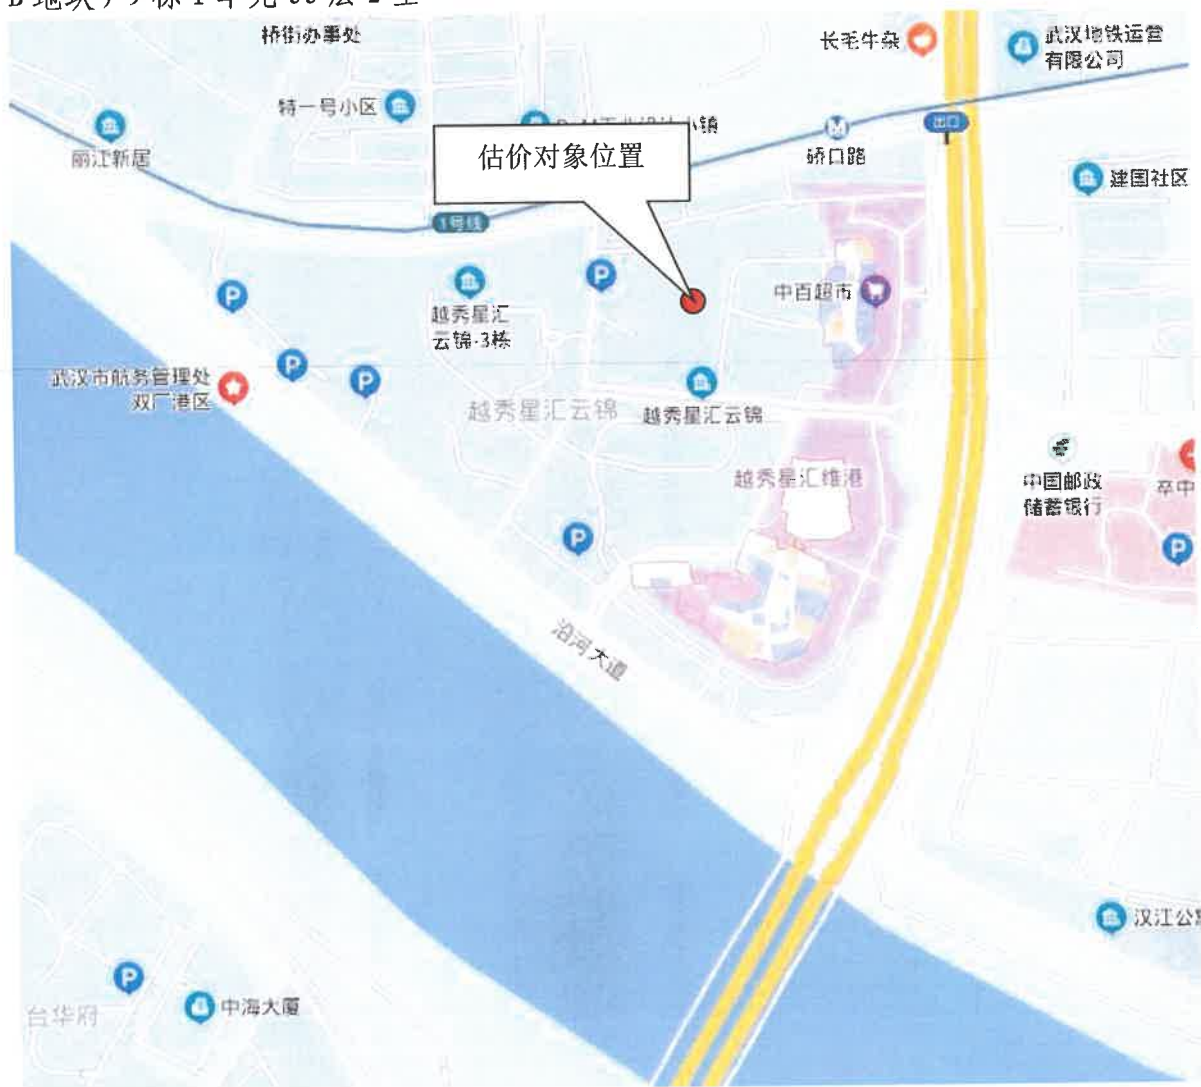 桥街办事处
长毛牛杂
武汉地铁运营
有限公司
特一号小区
丽江新居
小镇
估价对象位置
硚口路
出口
建国社区
1号线
越秀星汇
云锦·3栋
中百超市
武汉市航务管理处
双厂港区
越秀星汇云锦
越秀星汇云锦
越秀星汇维港
中国邮政
储蓄银行
卒中
沿河大道
汉江公
中海大厦
台华府
P
P
P
P
P
P
P